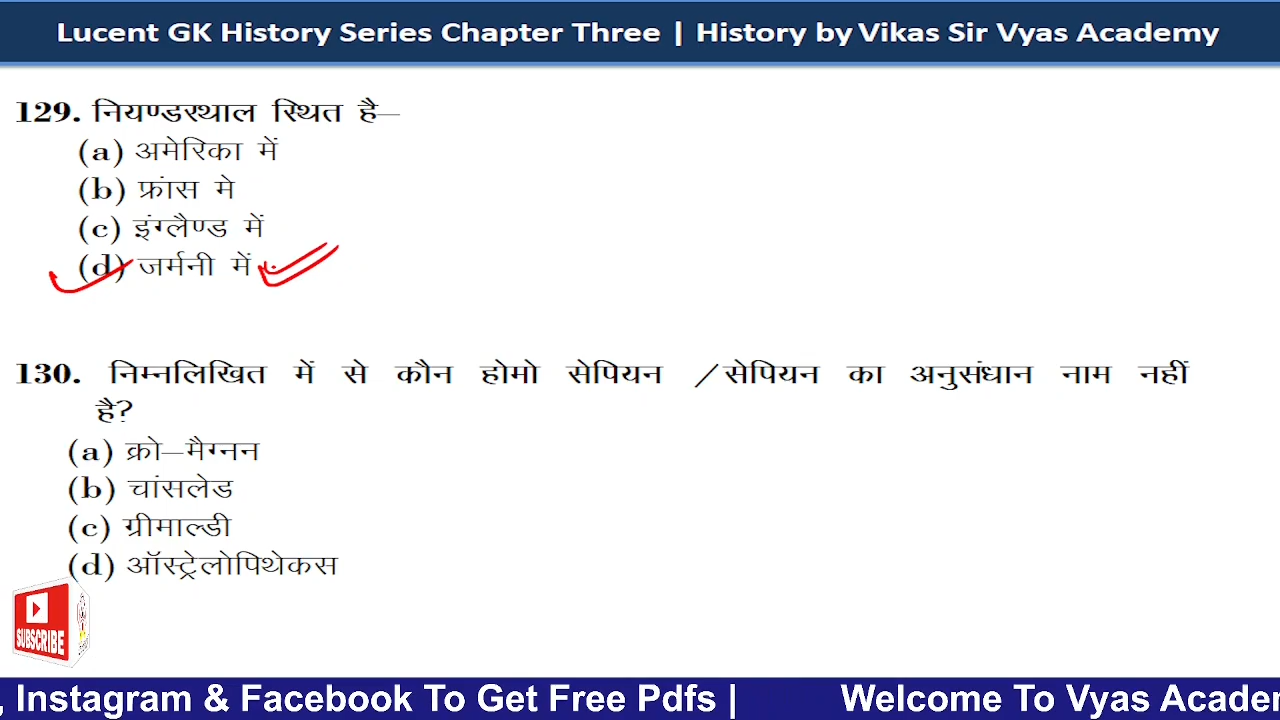 Lucent GK History Series Chapter Three | History by Vikas Sir Vyas Academy
129. नियण्डरथाल स्थित है–
(a) अमेरिका में
(b) फ्रांस मे
(c) इंग्लैण्ड में
(d) जर्मनी में
130. निम्नलिखित में से कौन होमो सेपियन /सेपियन का अनुसंधान नाम नहीं
है?
(a) क्रो–मैग्नन
(b) चांसलेड
(c) ग्रीमाल्डी
(d) ऑस्ट्रेलोपिथेकस
SUBSCRIBE
, Instagram & Facebook To Get Free Pdfs | Welcome To Vyas Acader